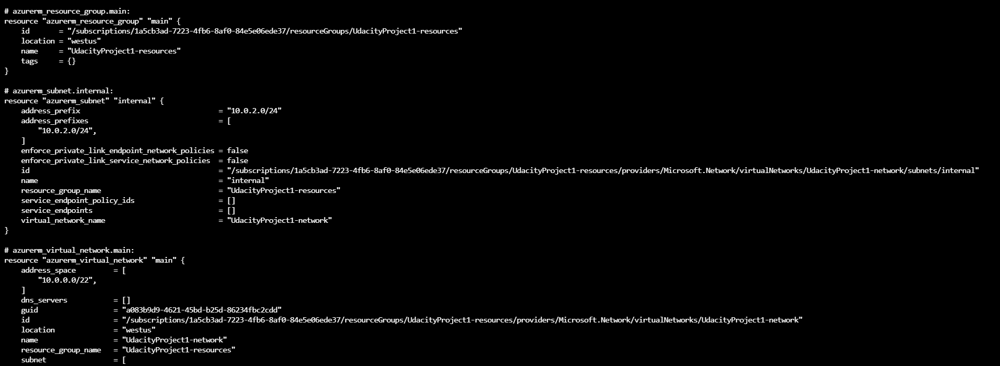 # azurerm_resource_group.main:
resource "azurerm_resource_group" "main" {
    id       = "/subscriptions/1a5cb3ad-7223-4fb6-8af0-84e5e06ede37/resourceGroups/UdacityProject1-resources"
    location = "westus"
    name     = "UdacityProject1-resources"
    tags     = {}
}

# azurerm_subnet.internal:
resource "azurerm_subnet" "internal" {
    address_prefix                                 = "10.0.2.0/24"
    address_prefixes                               = [
        "10.0.2.0/24",
    ]
    enforce_private_link_endpoint_network_policies = false
    enforce_private_link_service_network_policies  = false
    id                                             = "/subscriptions/1a5cb3ad-7223-4fb6-8af0-84e5e06ede37/resourceGroups/UdacityProject1-resources/providers/Microsoft.Network/virtualNetworks/UdacityProject1-network/subnets/internal"
    name                                           = "internal"
    resource_group_name                            = "UdacityProject1-resources"
    service_endpoint_policy_ids                    = []
    service_endpoints                              = []
    virtual_network_name                           = "UdacityProject1-network"
}

# azurerm_virtual_network.main:
resource "azurerm_virtual_network" "main" {
    address_space         = [
        "10.0.0.0/22",
    ]
    dns_servers           = []
    guid                  = "a083b9d9-4621-45bd-b25d-86234fbc2cdd"
    id                    = "/subscriptions/1a5cb3ad-7223-4fb6-8af0-84e5e06ede37/resourceGroups/UdacityProject1-resources/providers/Microsoft.Network/virtualNetworks/UdacityProject1-network"
    location              = "westus"
    name                  = "UdacityProject1-network"
    resource_group_name   = "UdacityProject1-resources"
    subnet                = [